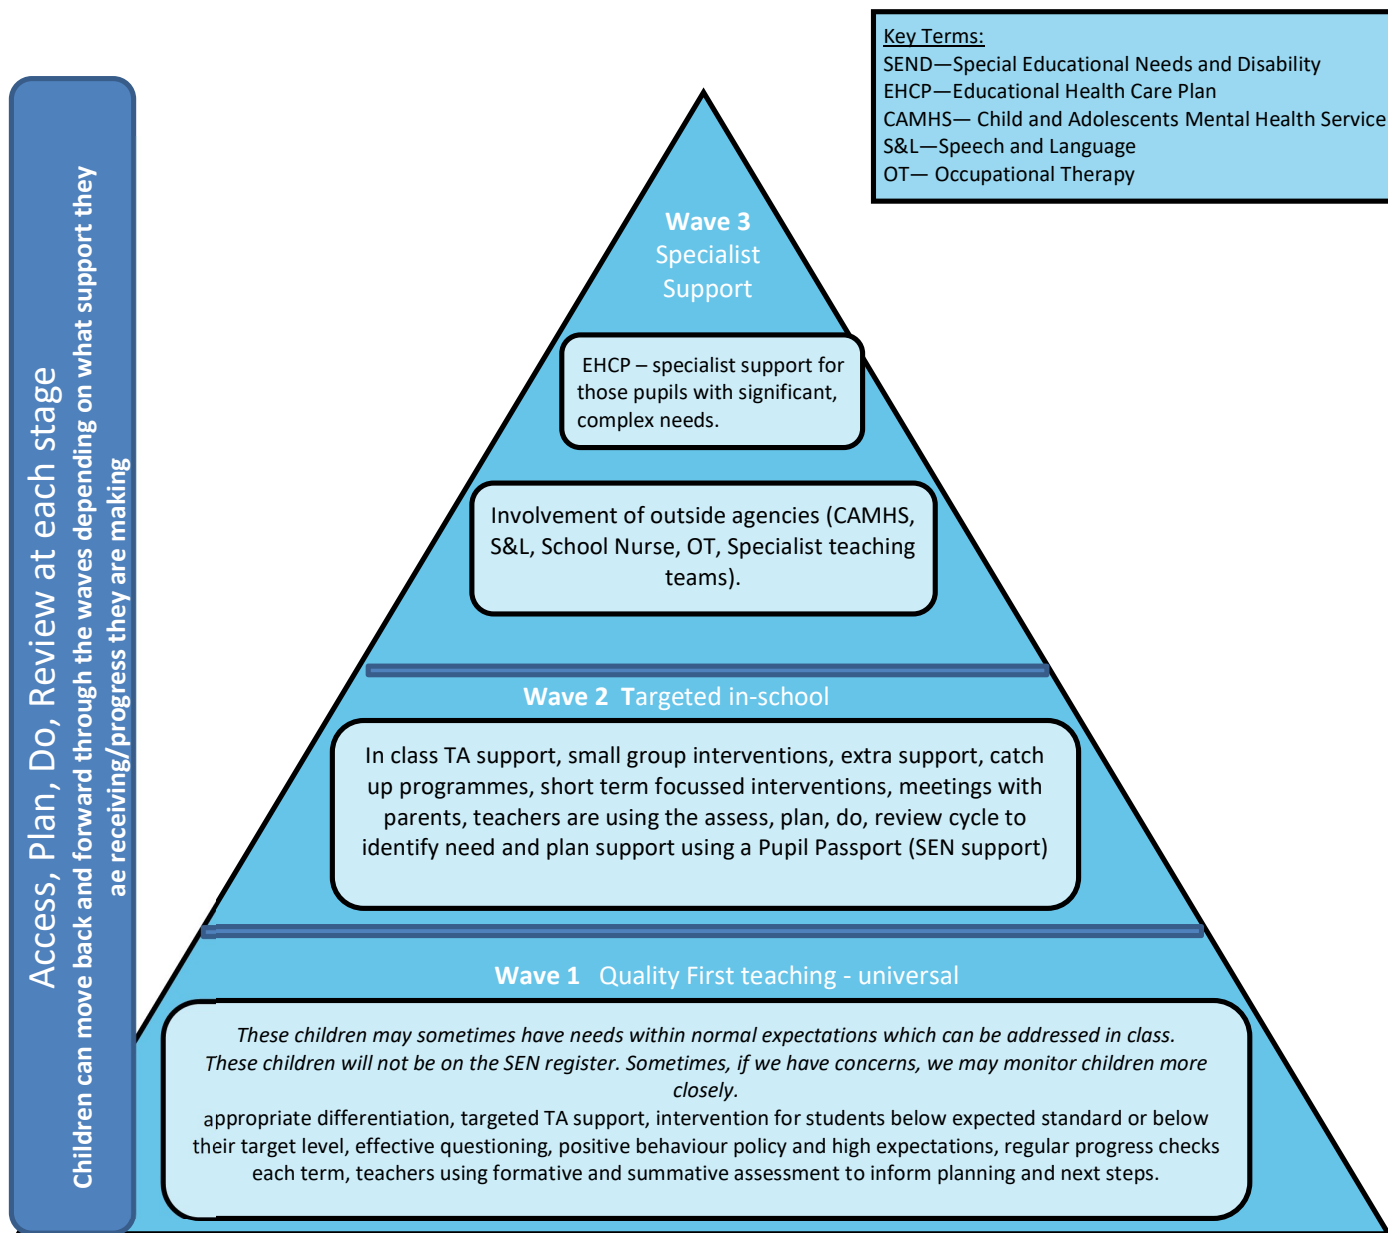 Key Terms:
SEND—Special Educational Needs and Disability
EHCP—Educational Health Care Plan
CAMHS— Child and Adolescents Mental Health Service
S&L—Speech and Language
OT— Occupational Therapy
Access, Plan, Do, Review at each stage
Children can move back and forward through the waves depending on what support they
ae receiving/progress they are making
Wave 3
Specialist
Support
EHCP – specialist support for
those pupils with significant,
complex needs.
Involvement of outside agencies (CAMHS,
S&L, School Nurse, OT, Specialist teaching
teams).
Wave 2 Targeted in-school
In class TA support, small group interventions, extra support, catch
up programmes, short term focussed interventions, meetings with
parents, teachers are using the assess, plan, do, review cycle to
identify need and plan support using a Pupil Passport (SEN support)
Wave 1 Quality First teaching - universal
These children may sometimes have needs within normal expectations which can be addressed in class.
These children will not be on the SEN register. Sometimes, if we have concerns, we may monitor children more
closely.
appropriate differentiation, targeted TA support, intervention for students below expected standard or below
their target level, effective questioning, positive behaviour policy and high expectations, regular progress checks
each term, teachers using formative and summative assessment to inform planning and next steps.